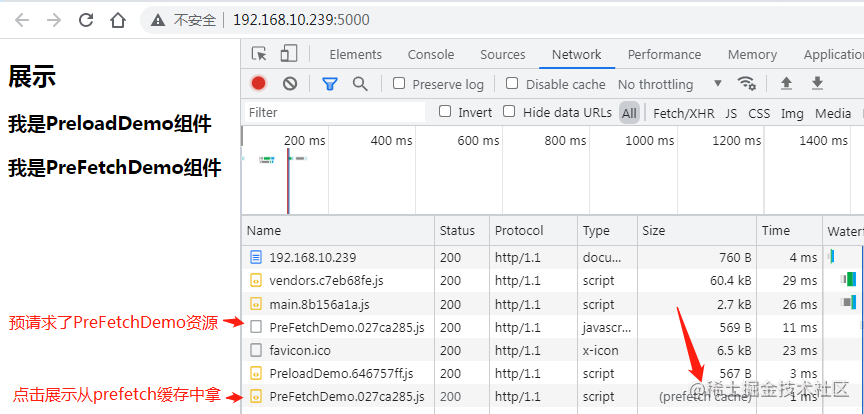 不安全 192.168.10.239:5000
展示
我是PreloadDemo组件
我是PreFetchDemo组件
预请求了PreFetchDemo资源
点击展示从prefetch缓存中拿
Elements Console Sources Network Performance Memory Application
Preserve log Disable cache No throttling
Filter Invert Hide data URLs All Fetch/XHR JS CSS Img Media
200 ms 400 ms 600 ms 800 ms 1000 ms 1200 ms 1400 ms
Name Status Protocol Type Size Time Waterf
192.168.10.239 200 http/1.1 docu... 760 B 4 ms
vendors.c7eb68fe.js 200 http/1.1 script 60.4 kB 29 ms
main.8b156a1a.js 200 http/1.1 script 2.7 kB 26 ms
PreFetchDemo.027ca285.js 200 http/1.1 javascr... 569 B 11 ms
favicon.ico 200 http/1.1 x-icon 6.5 kB 23 ms
PreloadDemo.646757ff.js 200 http/1.1 script 567 B 3 ms
PreFetchDemo.027ca285.js 200 http/1.1 script (prefetch cache) 1 ms
@稀土掘金技术社区